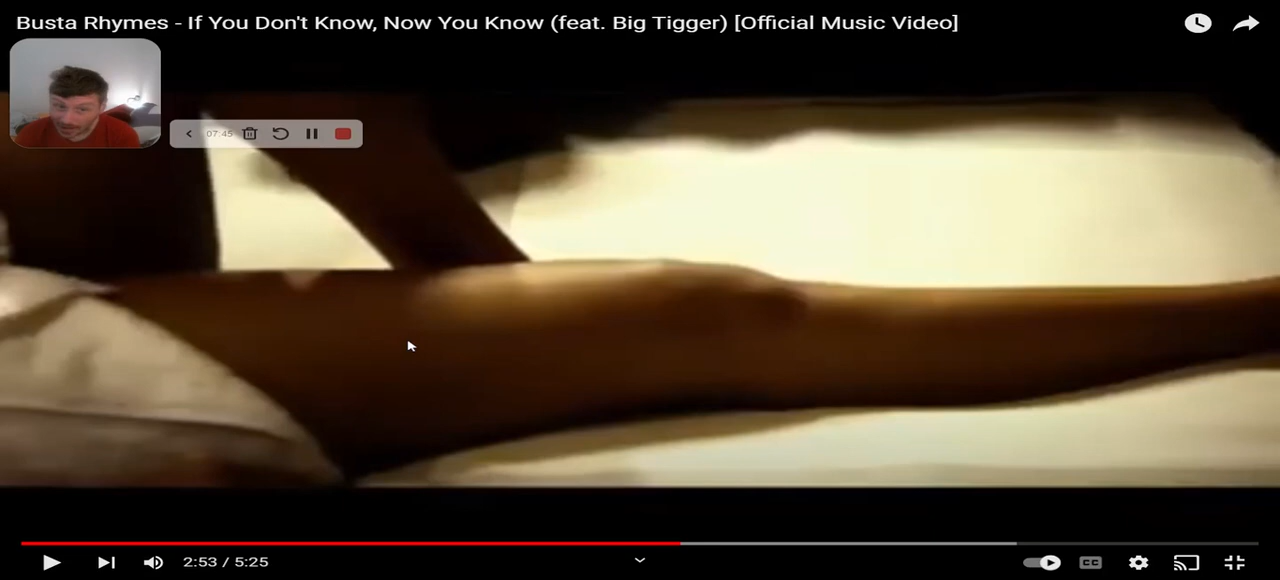 Busta Rhymes - If You Don't Know, Now You Know (feat. Big Tigger) [Official Music Video]
07:45
2:53 / 5:25
CC